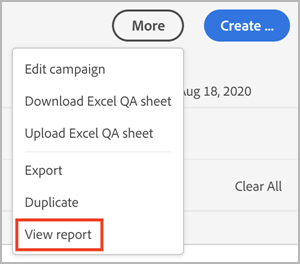 More
Create ...
Edit campaign
Download Excel QA sheet
Aug 18, 2020
Upload Excel QA sheet
Export
Clear All
Duplicate
View report